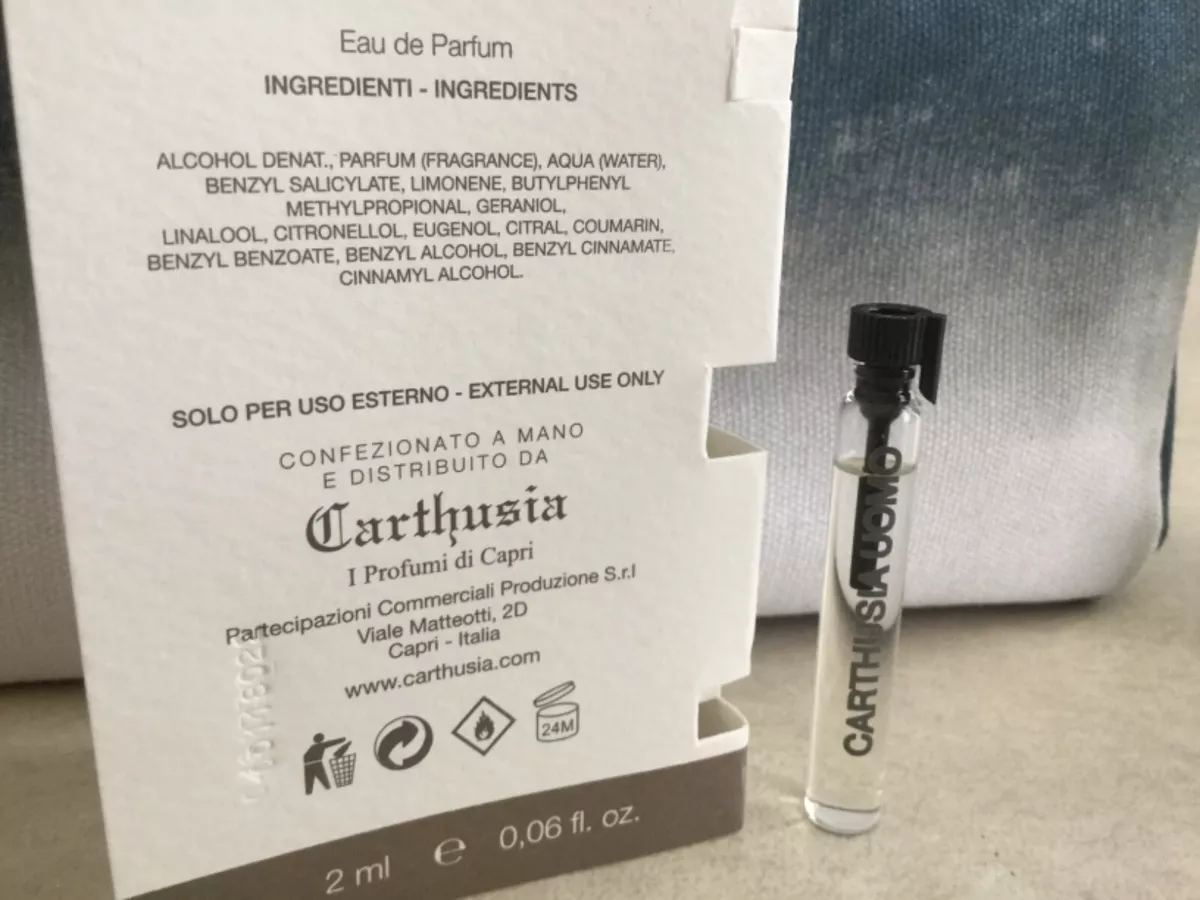 Eau de Parfum
INGREDIENTI - INGREDIENTS
ALCOHOL DENAT., PARFUM (FRAGRANCE), AQUA (WATER),
BENZYL SALICYLATE, LIMONENE, BUTYLPHENYL
METHYLPROPIONAL, GERANIOL,
LINALOOL, CITRONELLOL, EUGENOL, CITRAL, COUMARIN,
BENZYL BENZOATE, BENZYL ALCOHOL, BENZYL CINNAMATE,
CINNAMYL ALCOHOL.
SOLO PER USO ESTERNO - EXTERNAL USE ONLY
CONFEZIONATO A MANO
E DISTRIBUITO DA
Carthusia
I Profumi di Capri
Partecipazioni Commerciali Produzione S.r.l
Viale Matteotti, 2D
Capri - Italia
www.carthusia.com
24M
2 ml e 0,06 fl. oz.
CARTHUSIA UOMO